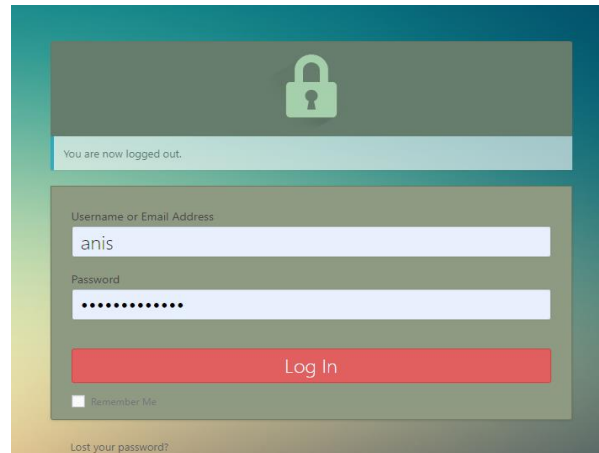 You are now logged out.
Username or Email Address
anis
Password
•••••••••••••
Log In
Remember Me
Lost your password?